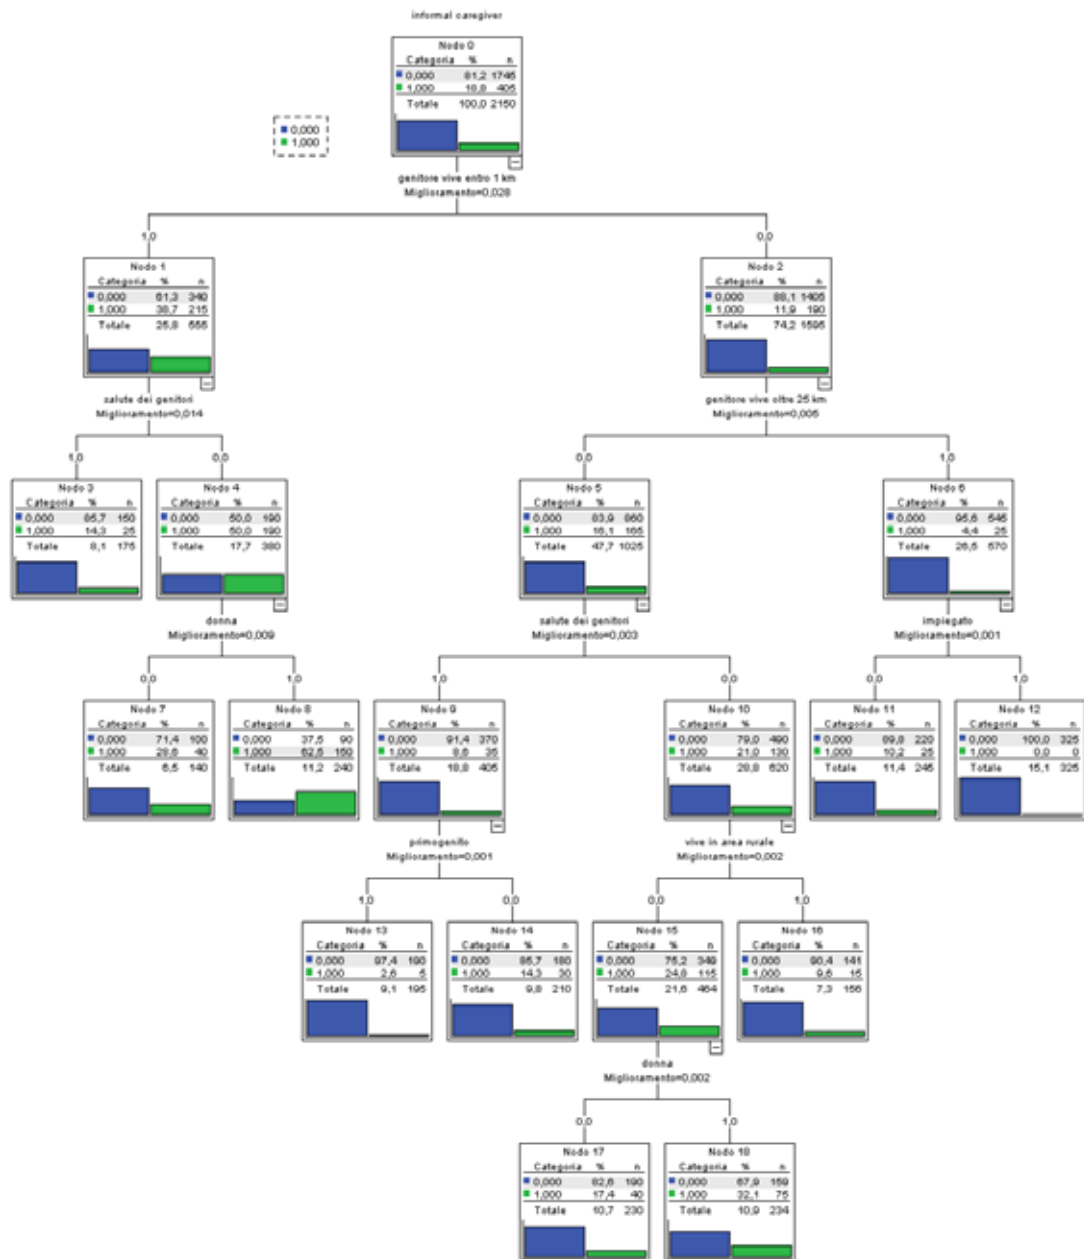 informal caregiver
Nodo 0
Categoria % n
0,000 81,2 1745
1,000 18,8 405
Totale 100,0 2150
0,000
1,000
genitore vive entro 1 km
Miglioramento=0,028
1,0 0,0
Nodo 1
Categoria % n
0,000 61,3 340
1,000 38,7 215
Totale 25,8 555
Nodo 2
Categoria % n
0,000 88,1 1405
1,000 11,9 190
Totale 74,2 1595
salute dei genitori
Miglioramento=0,014
genitore vive oltre 25 km
Miglioramento=0,005
1,0 0,0 0,0 1,0
Nodo 3
Categoria % n
0,000 85,7 150
1,000 14,3 25
Totale 8,1 175
Nodo 4
Categoria % n
0,000 50,0 190
1,000 50,0 190
Totale 17,7 380
Nodo 5
Categoria % n
0,000 83,9 860
1,000 16,1 165
Totale 47,7 1025
Nodo 6
Categoria % n
0,000 95,6 545
1,000 4,4 25
Totale 26,5 570
donna
Miglioramento=0,009
salute dei genitori
Miglioramento=0,003
impiegato
Miglioramento=0,001
0,0 1,0 1,0 0,0 0,0 1,0
Nodo 7
Categoria % n
0,000 71,4 100
1,000 28,6 40
Totale 6,5 140
Nodo 8
Categoria % n
0,000 37,5 90
1,000 62,5 150
Totale 11,2 240
Nodo 9
Categoria % n
0,000 91,4 370
1,000 8,6 35
Totale 18,8 405
Nodo 10
Categoria % n
0,000 79,0 490
1,000 21,0 130
Totale 28,8 620
Nodo 11
Categoria % n
0,000 89,8 220
1,000 10,2 25
Totale 11,4 245
Nodo 12
Categoria % n
0,000 100,0 325
1,000 0,0 0
Totale 15,1 325
primogenito
Miglioramento=0,001
vive in area rurale
Miglioramento=0,002
1,0 0,0 0,0 1,0
Nodo 13
Categoria % n
0,000 97,4 190
1,000 2,6 5
Totale 9,1 195
Nodo 14
Categoria % n
0,000 85,7 180
1,000 14,3 30
Totale 9,8 210
Nodo 15
Categoria % n
0,000 75,2 349
1,000 24,8 115
Totale 21,6 464
Nodo 16
Categoria % n
0,000 90,4 141
1,000 9,6 15
Totale 7,3 156
donna
Miglioramento=0,002
0,0 1,0
Nodo 17
Categoria % n
0,000 82,6 190
1,000 17,4 40
Totale 10,7 230
Nodo 18
Categoria % n
0,000 67,9 159
1,000 32,1 75
Totale 10,9 234